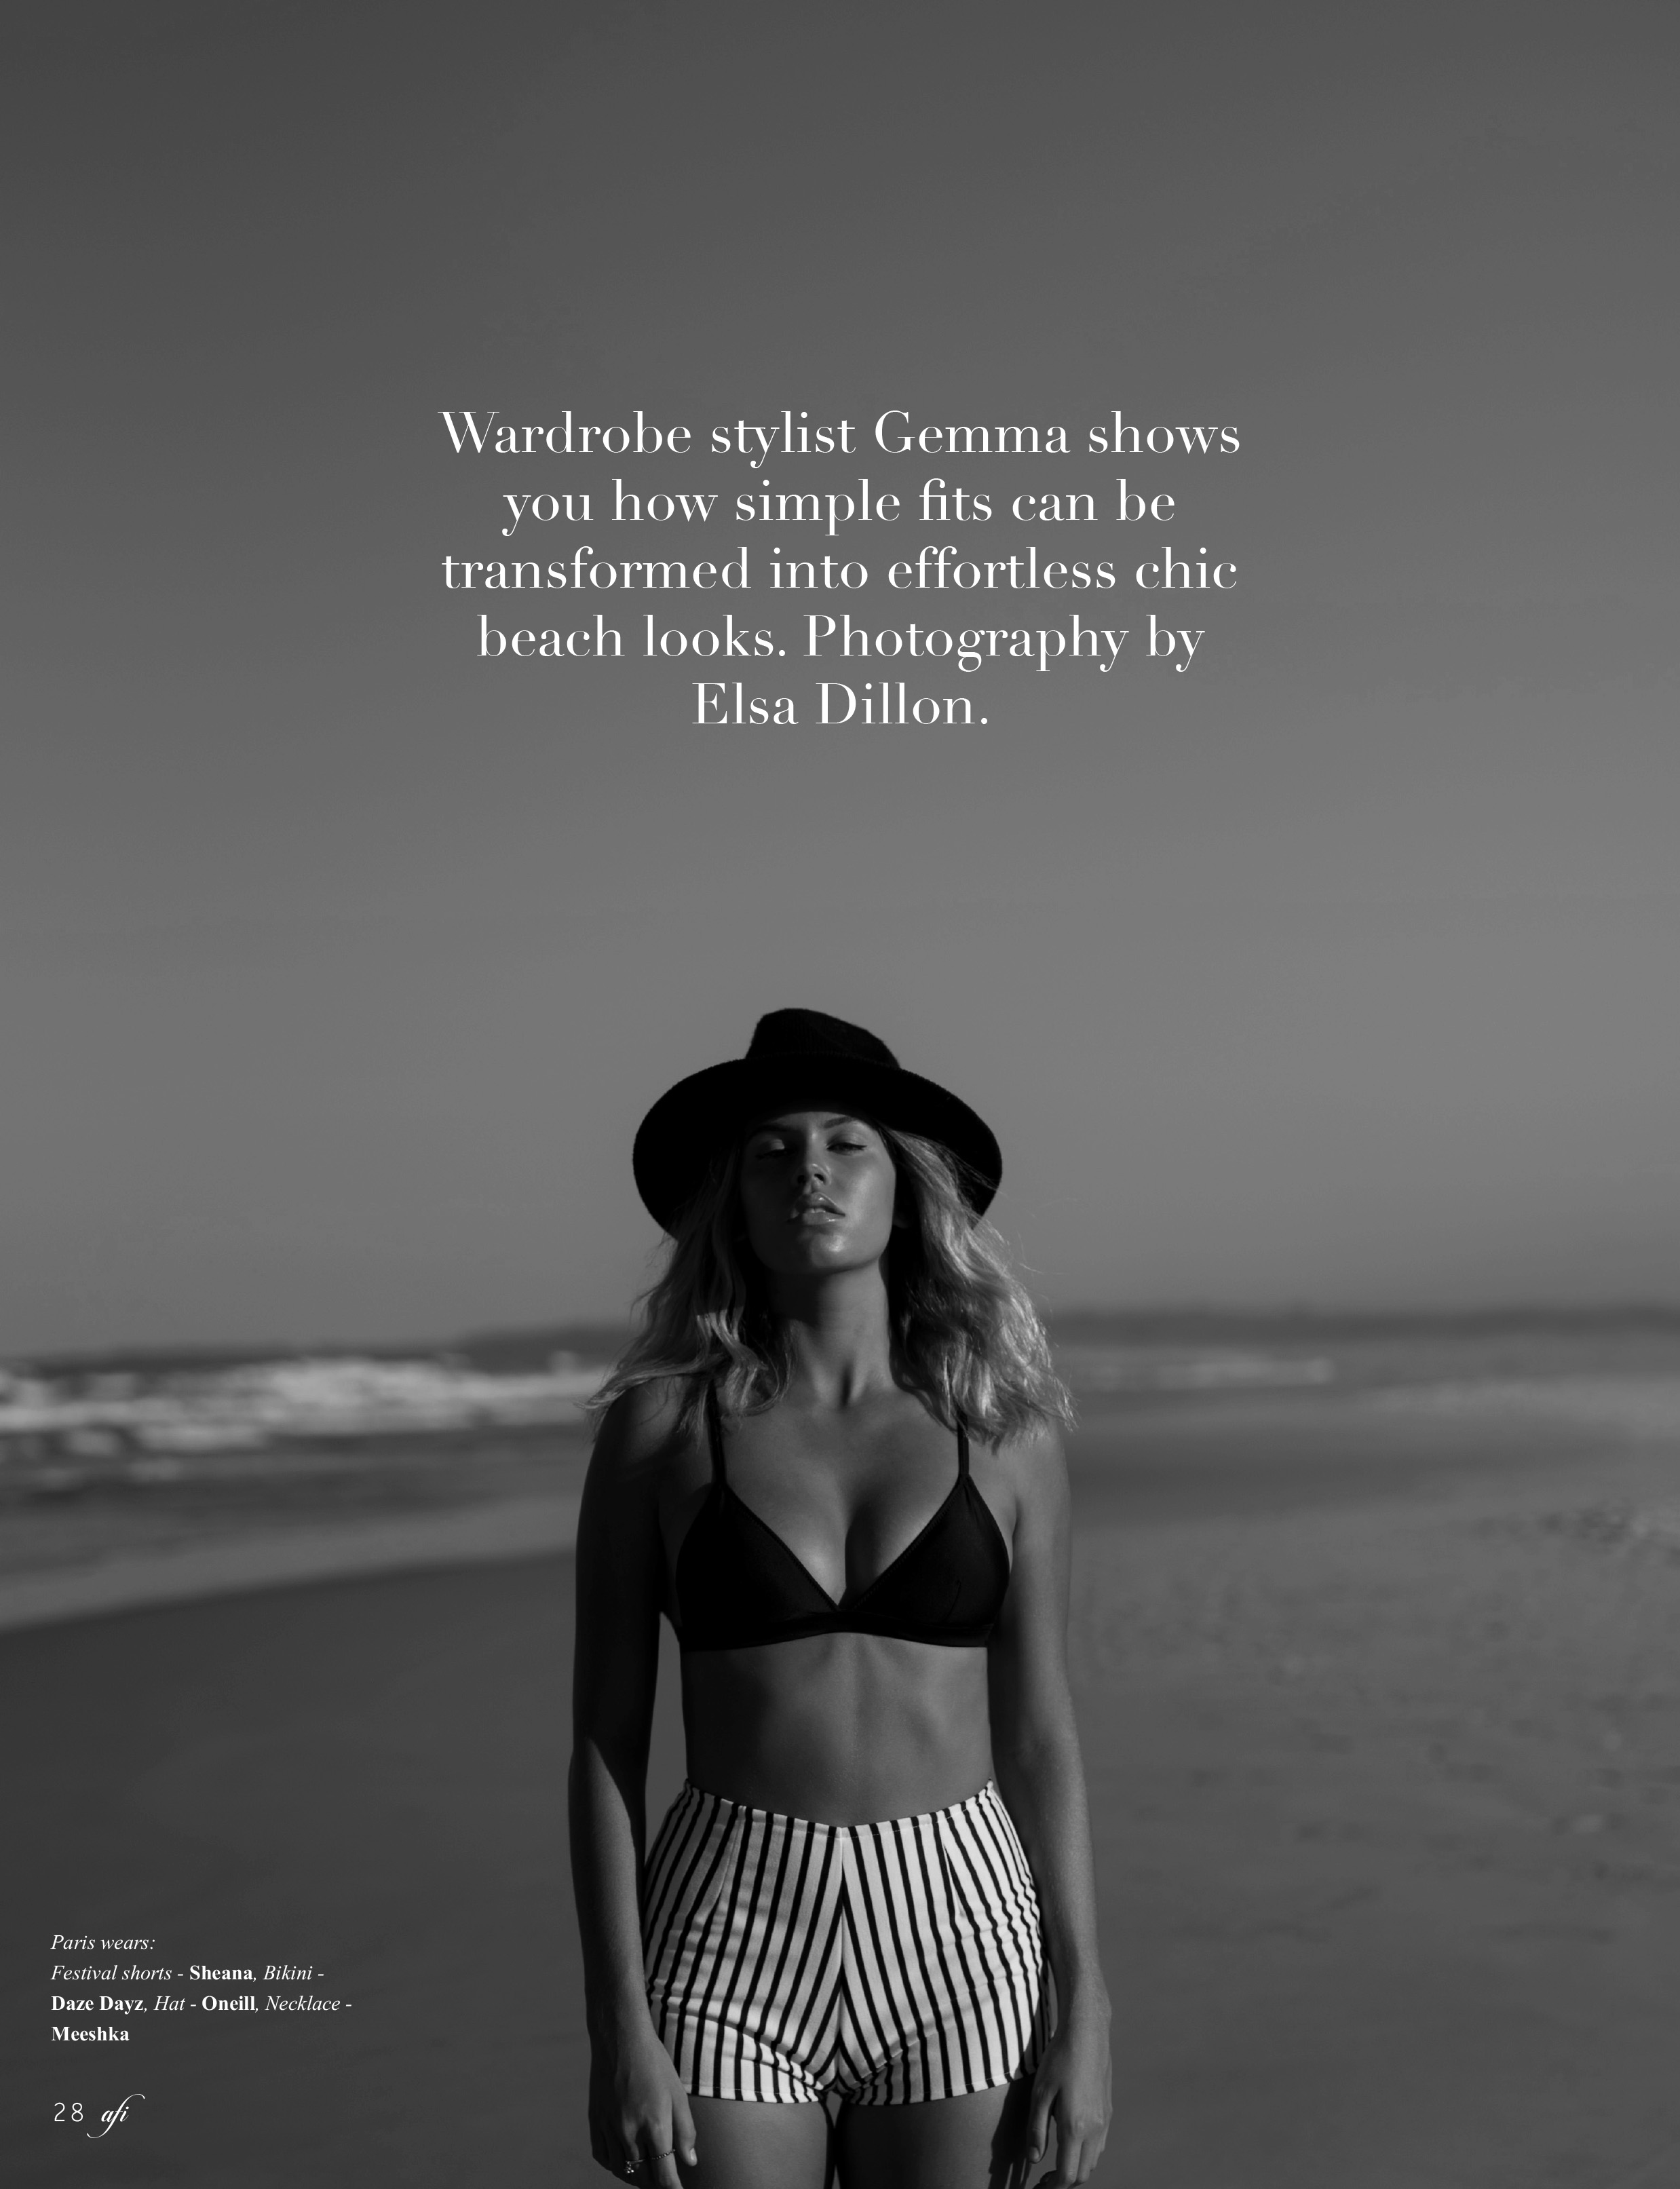 Wardrobe stylist Gemma shows
you how simple fits can be
transformed into effortless chic
beach looks. Photography by
Elsa Dillon.
Paris wears:
Festival shorts - Sheana, Bikini -
Daze Dayz, Hat - Oneill, Necklace -
Meeshka
28 afi